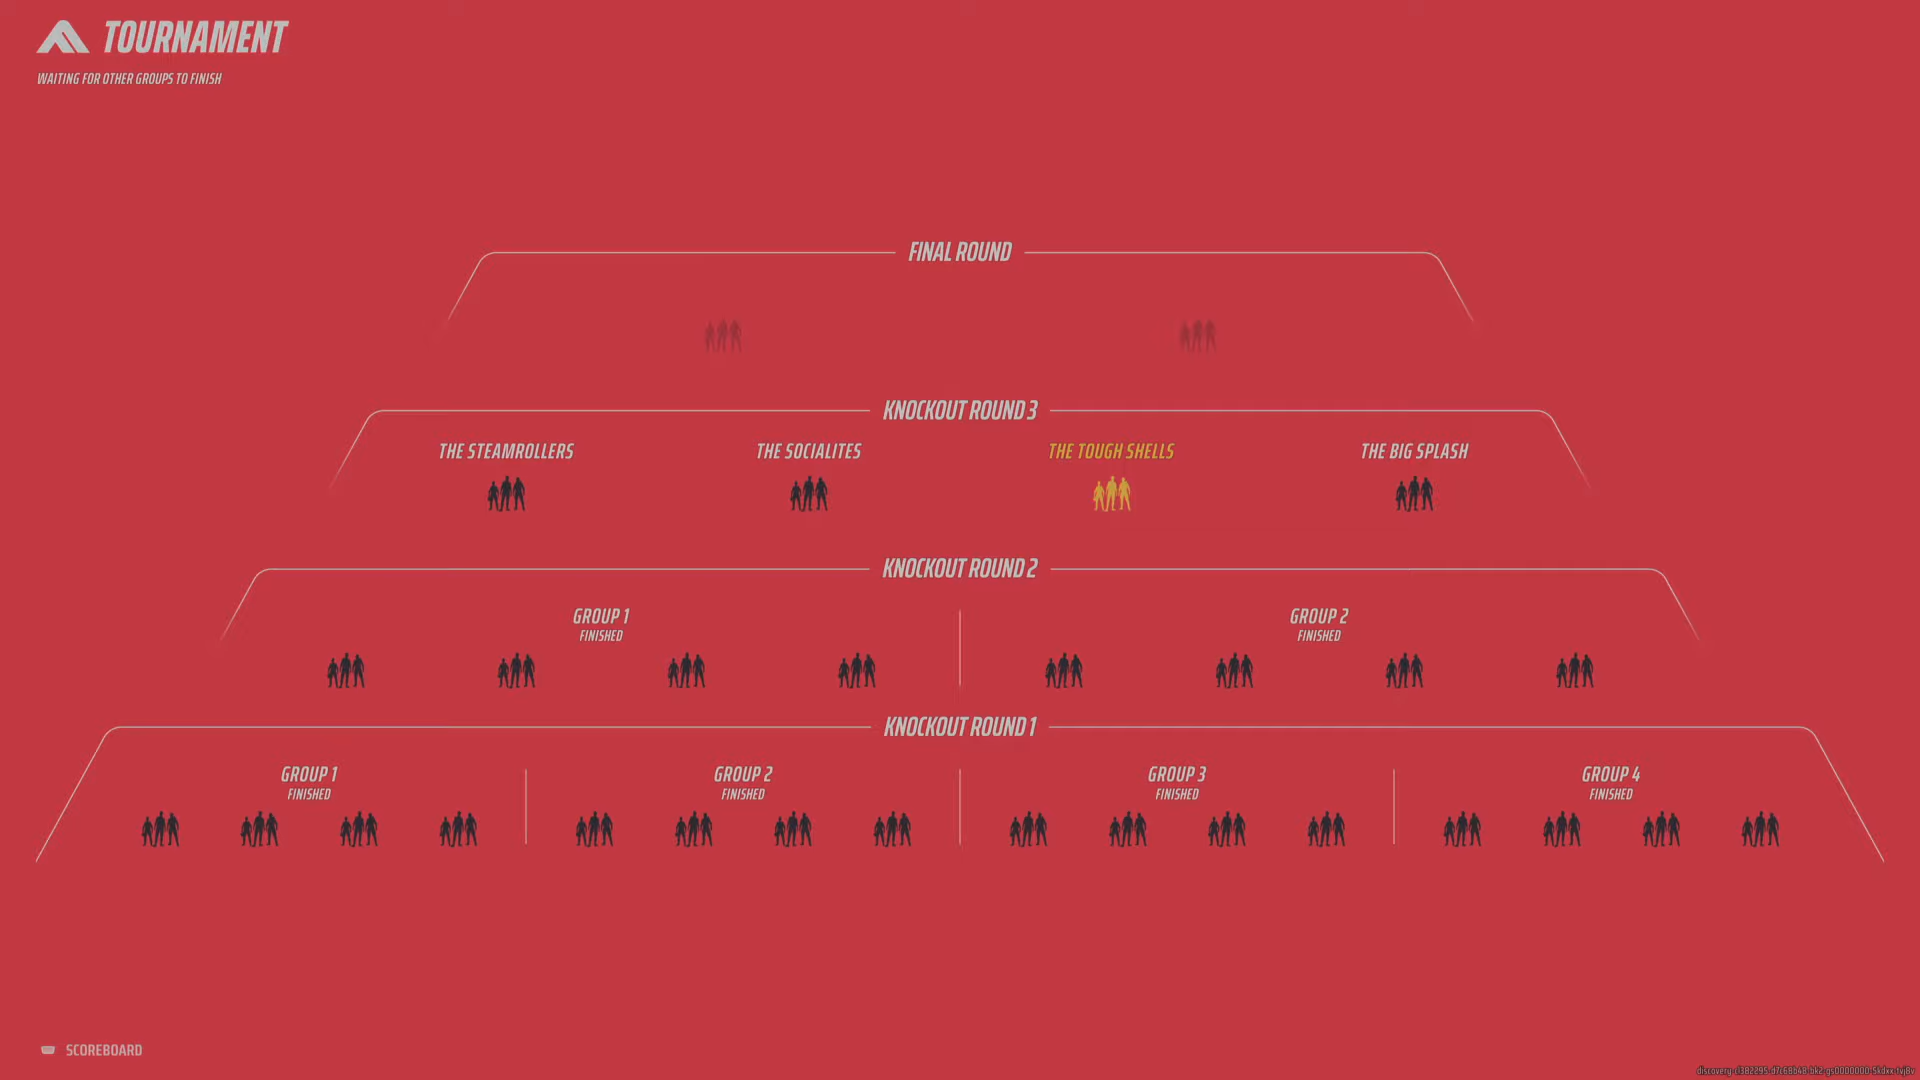 TOURNAMENT
WAITING FOR OTHER GROUPS TO FINISH
FINAL ROUND
KNOCKOUT ROUND 3
THE STEAMROLLERS
THE SOCIALITES
THE TOUGH SHELLS
THE BIG SPLASH
KNOCKOUT ROUND 2
GROUP 1
FINISHED
GROUP 2
FINISHED
KNOCKOUT ROUND 1
GROUP 1
FINISHED
GROUP 2
FINISHED
GROUP 3
FINISHED
GROUP 4
FINISHED
SCOREBOARD